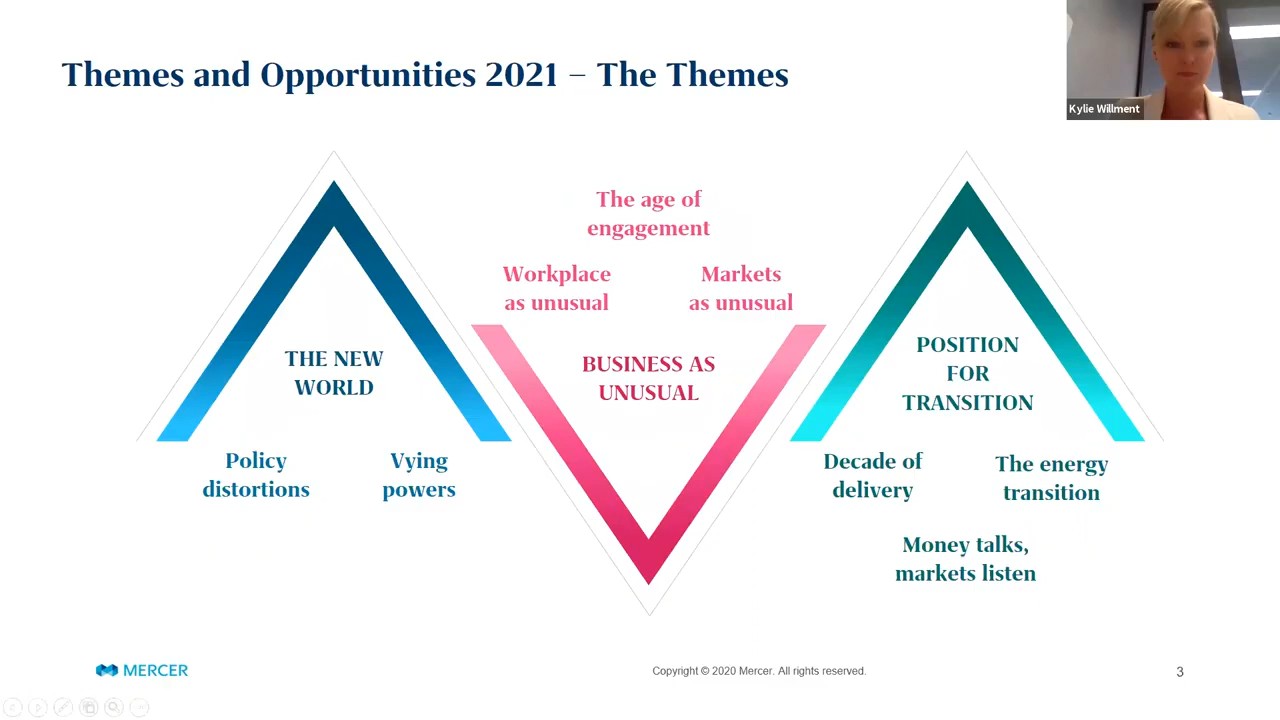 Themes and Opportunities 2021 – The Themes
Kylie Willment
THE NEW
WORLD
Policy
distortions
Vying
powers
The age of
engagement
Workplace
as unusual
Markets
as unusual
BUSINESS AS
UNUSUAL
POSITION
FOR
TRANSITION
Decade of
delivery
The energy
transition
Money talks,
markets listen
MERCER
Copyright © 2020 Mercer. All rights reserved.
3